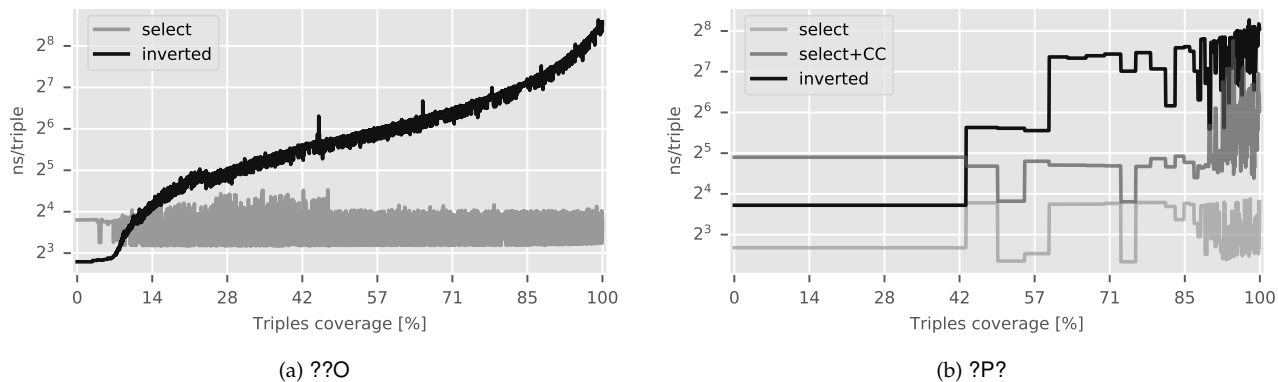 select
inverted
2^8
2^7
2^6
2^5
2^4
2^3
ns/triple
0 14 28 42 57 71 85 100
Triples coverage [%]
(a) ??O
select
select+CC
inverted
2^8
2^7
2^6
2^5
2^4
2^3
ns/triple
0 14 28 42 57 71 85 100
Triples coverage [%]
(b) ?P?